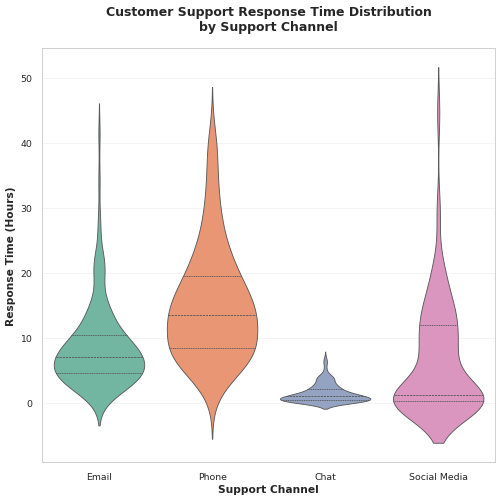 Customer Support Response Time Distribution
by Support Channel
Response Time (Hours)
50
40
30
20
10
0
Email Phone Chat Social Media
Support Channel